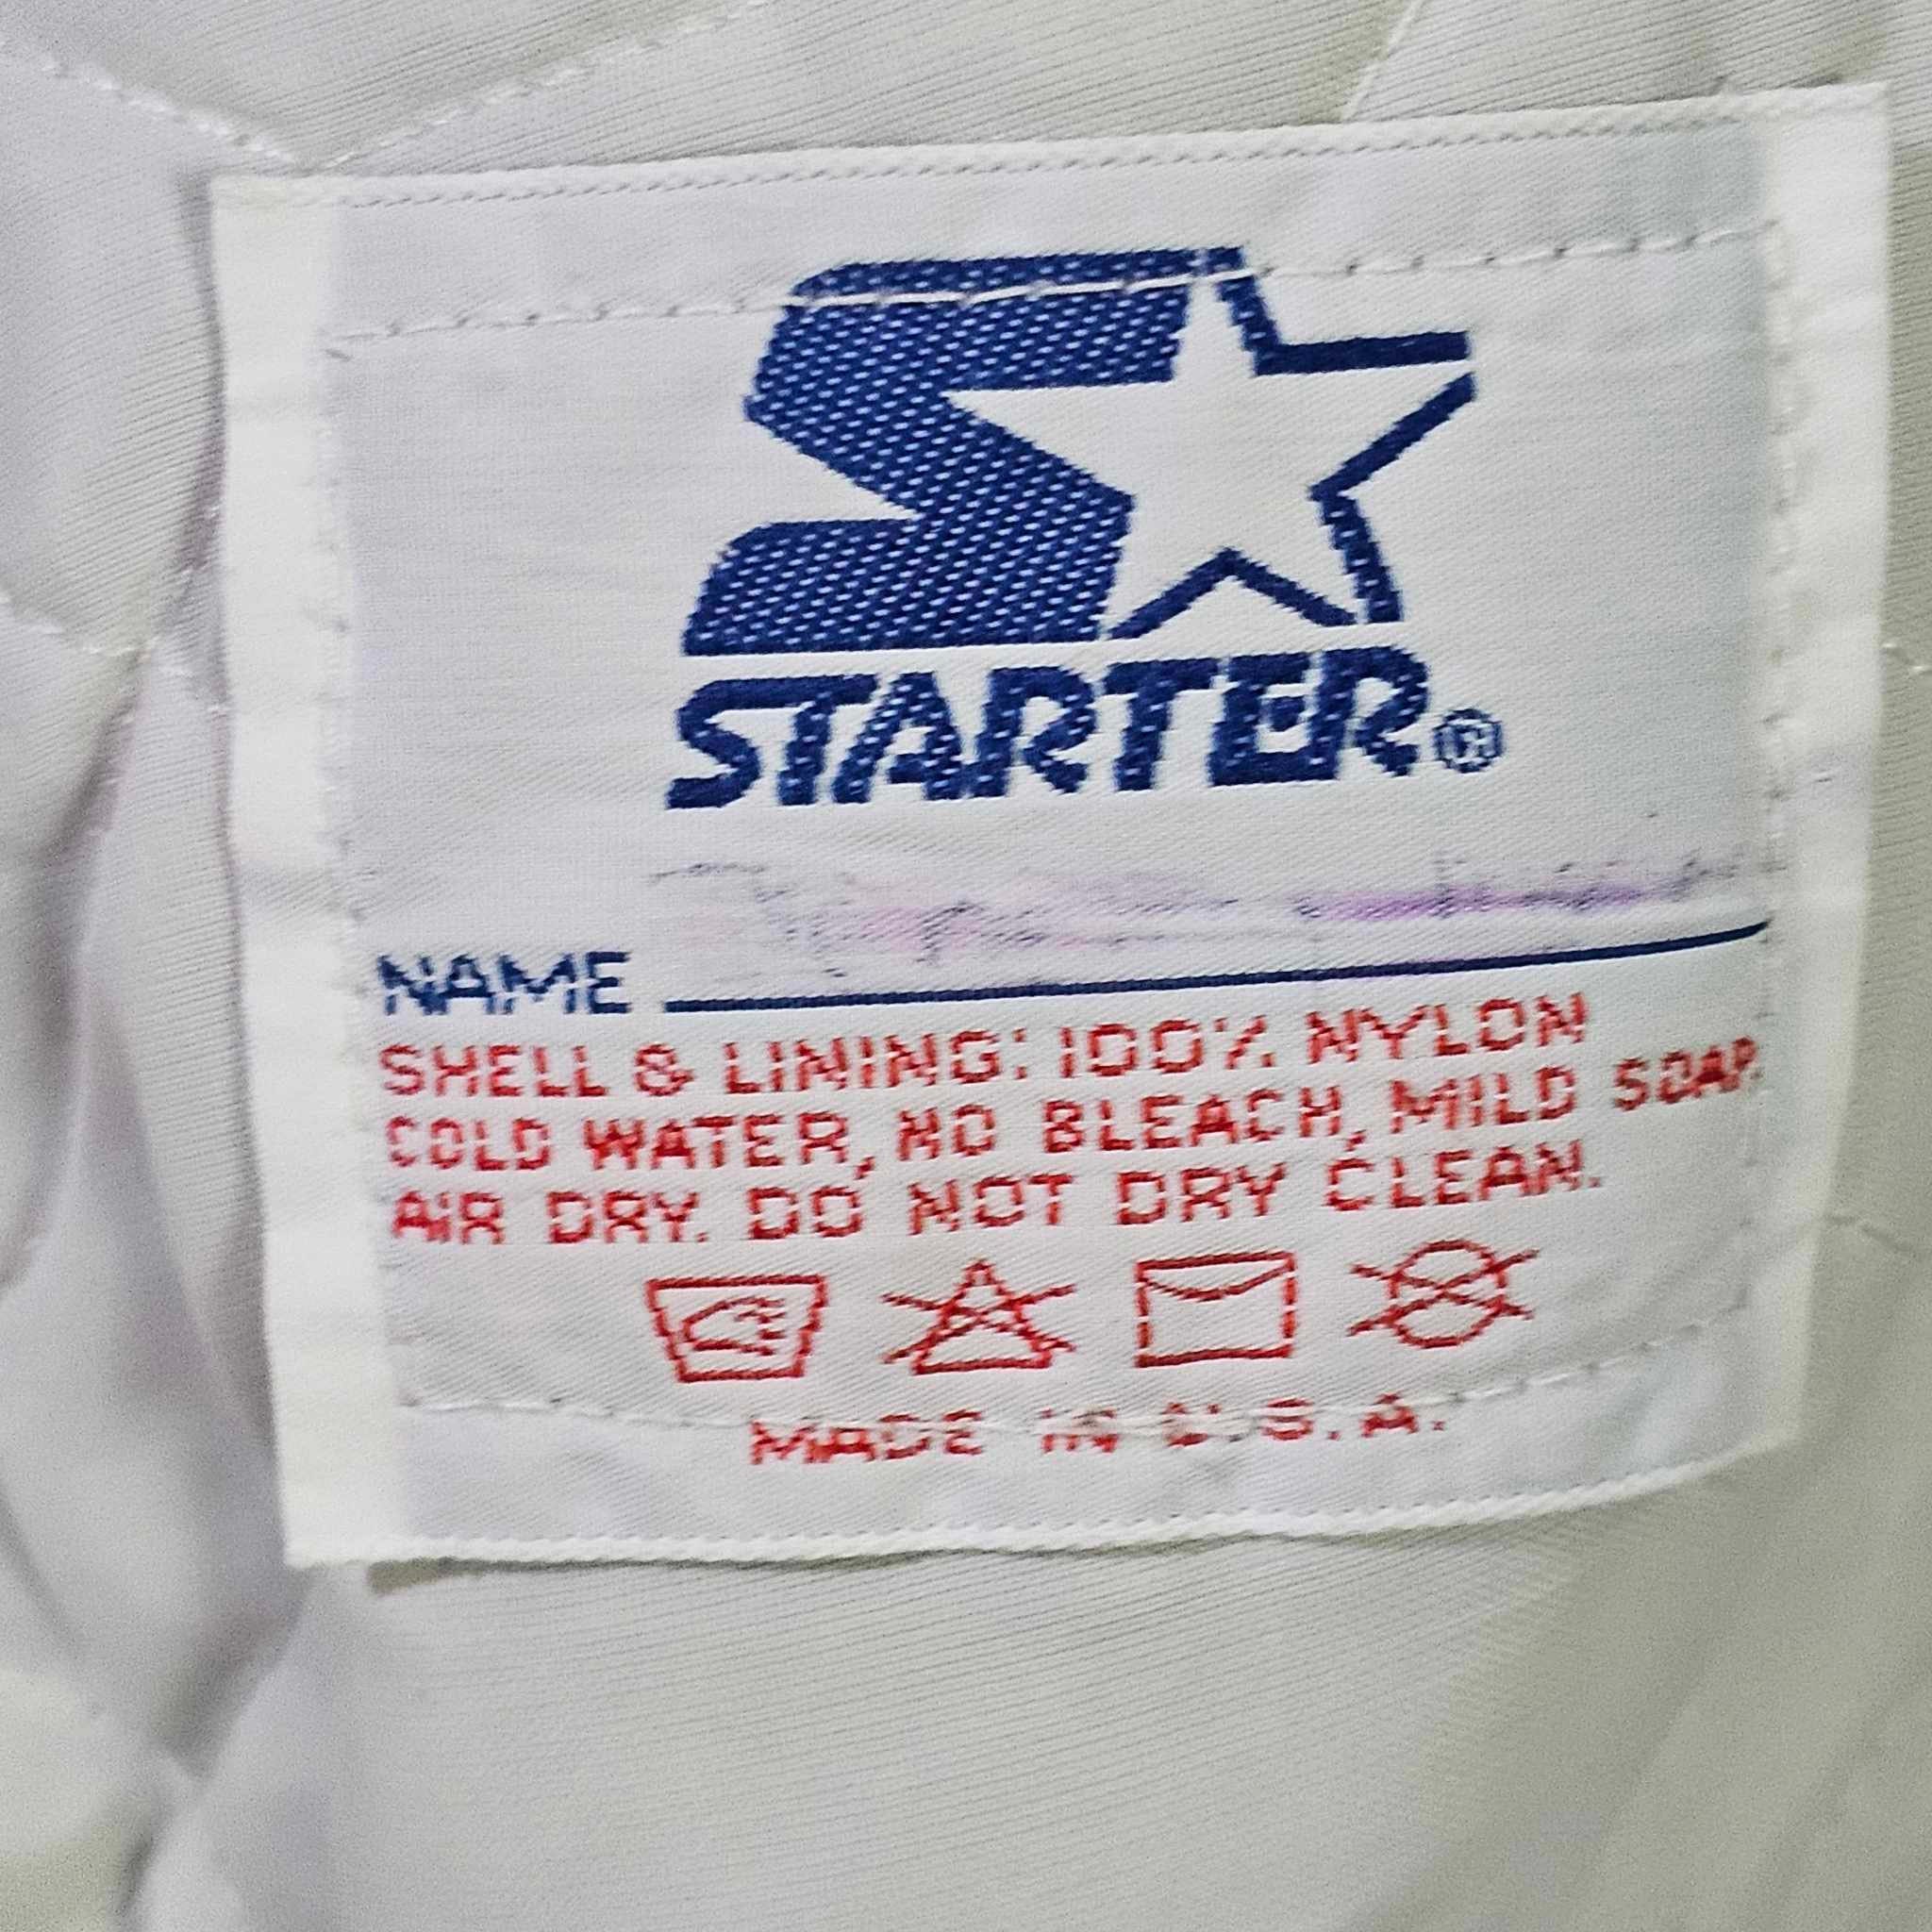 STARTER®
NAME
SHELL & LINING: 100% NYLON
COLD WATER, NO BLEACH, MILD SOAP.
AIR DRY. DO NOT DRY CLEAN.
MADE IN U.S.A.